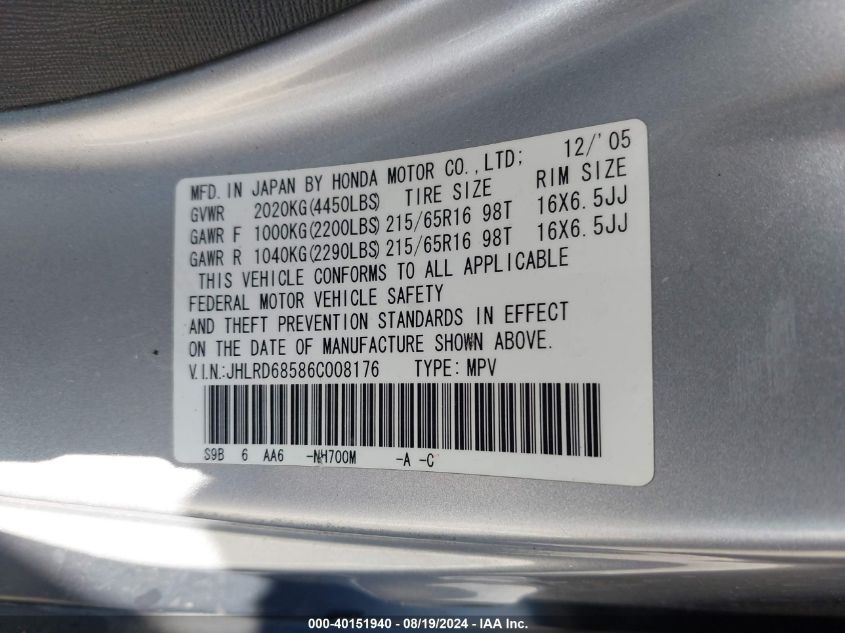 MFD. IN JAPAN BY HONDA MOTOR CO.,LTD; 12/'05
GVWR 2020KG(4450LBS) TIRE SIZE RIM SIZE
GAWR F 1000KG(2200LBS) 215/65R16 98T 16X6.5JJ
GAWR R 1040KG(2290LBS) 215/65R16 98T 16X6.5JJ
THIS VEHICLE CONFORMS TO ALL APPLICABLE
FEDERAL MOTOR VEHICLE SAFETY
AND THEFT PREVENTION STANDARDS IN EFFECT
ON THE DATE OF MANUFACTURE SHOWN ABOVE.
V.I.N.:JHLRD68586C008176 TYPE: MPV
S9B 6 AA6 -NH700M -A -C
000-40151940 - 08/19/2024 - IAA Inc.